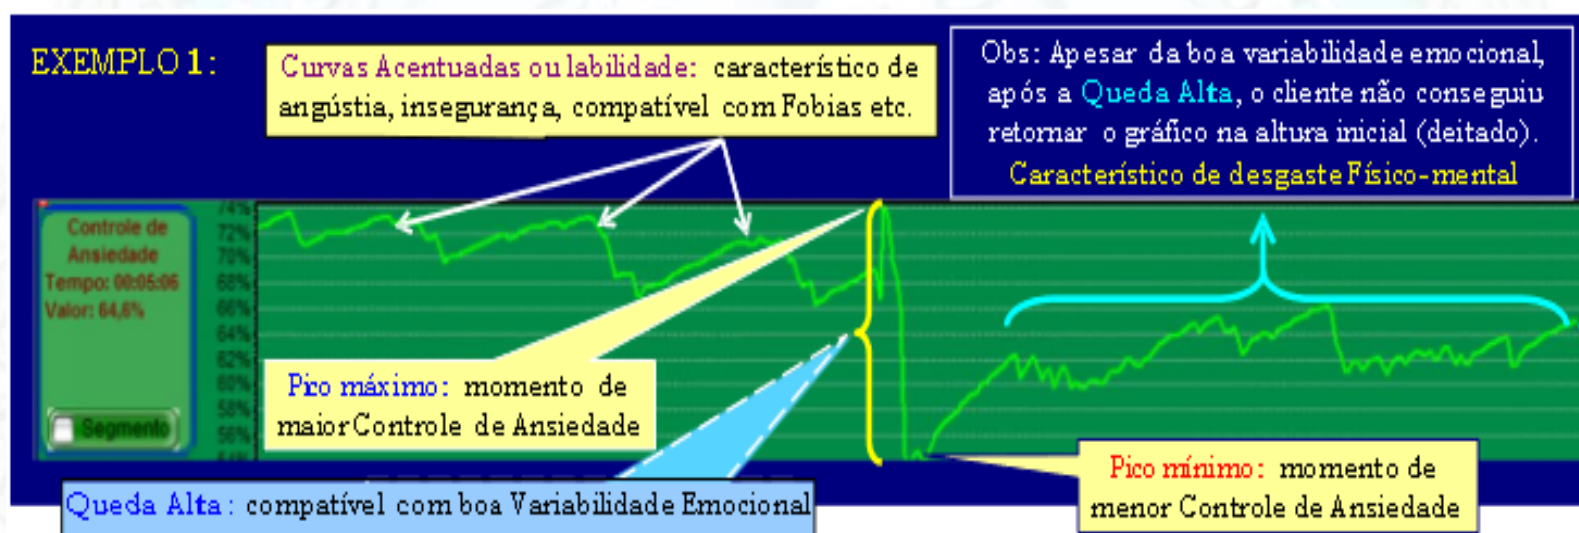 EXEMPLO 1:
Curvas Acentuadas ou labilidade: característico de
angústia, insegurança, compatível com Fobias etc.
Obs: Apesar da boa variabilidade emocional,
após a Queda Alta, o cliente não conseguiu
retornar o gráfico na altura inicial (deitado).
Característico de desgaste Físico-mental
Controle de
Ansiedade
Tempo: 00:05:06
Valor: 64,6%
Segmento
74%
72%
70%
68%
66%
64%
62%
60%
58%
56%
54%
Pico máximo: momento de
maior Controle de Ansiedade
Queda Alta: compatível com boa Variabilidade Emocional
Pico mínimo: momento de
menor Controle de Ansiedade